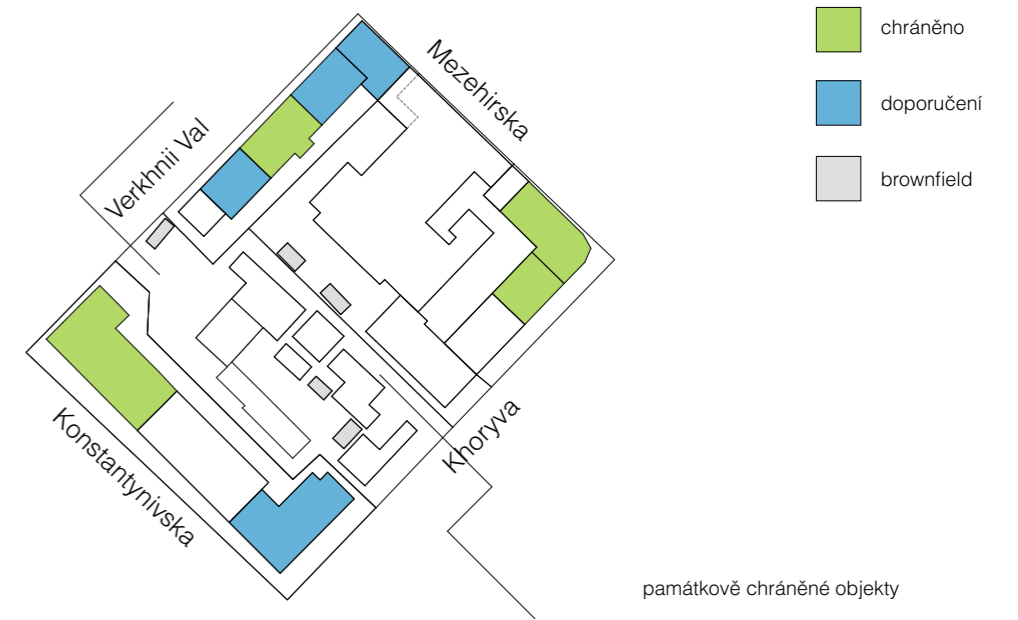 Mezehirska
Verkhnii Val
Khoryva
Konstantynivska
chráněno
doporučení
brownfield
památkově chráněné objekty